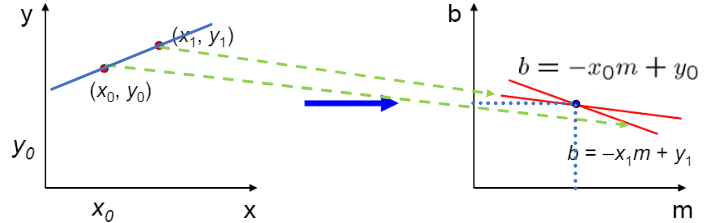 y
(x₁, y₁)
(x₀, y₀)
y₀
x₀
x
b
b = −x₀m + y₀
b = −x₁m + y₁
m